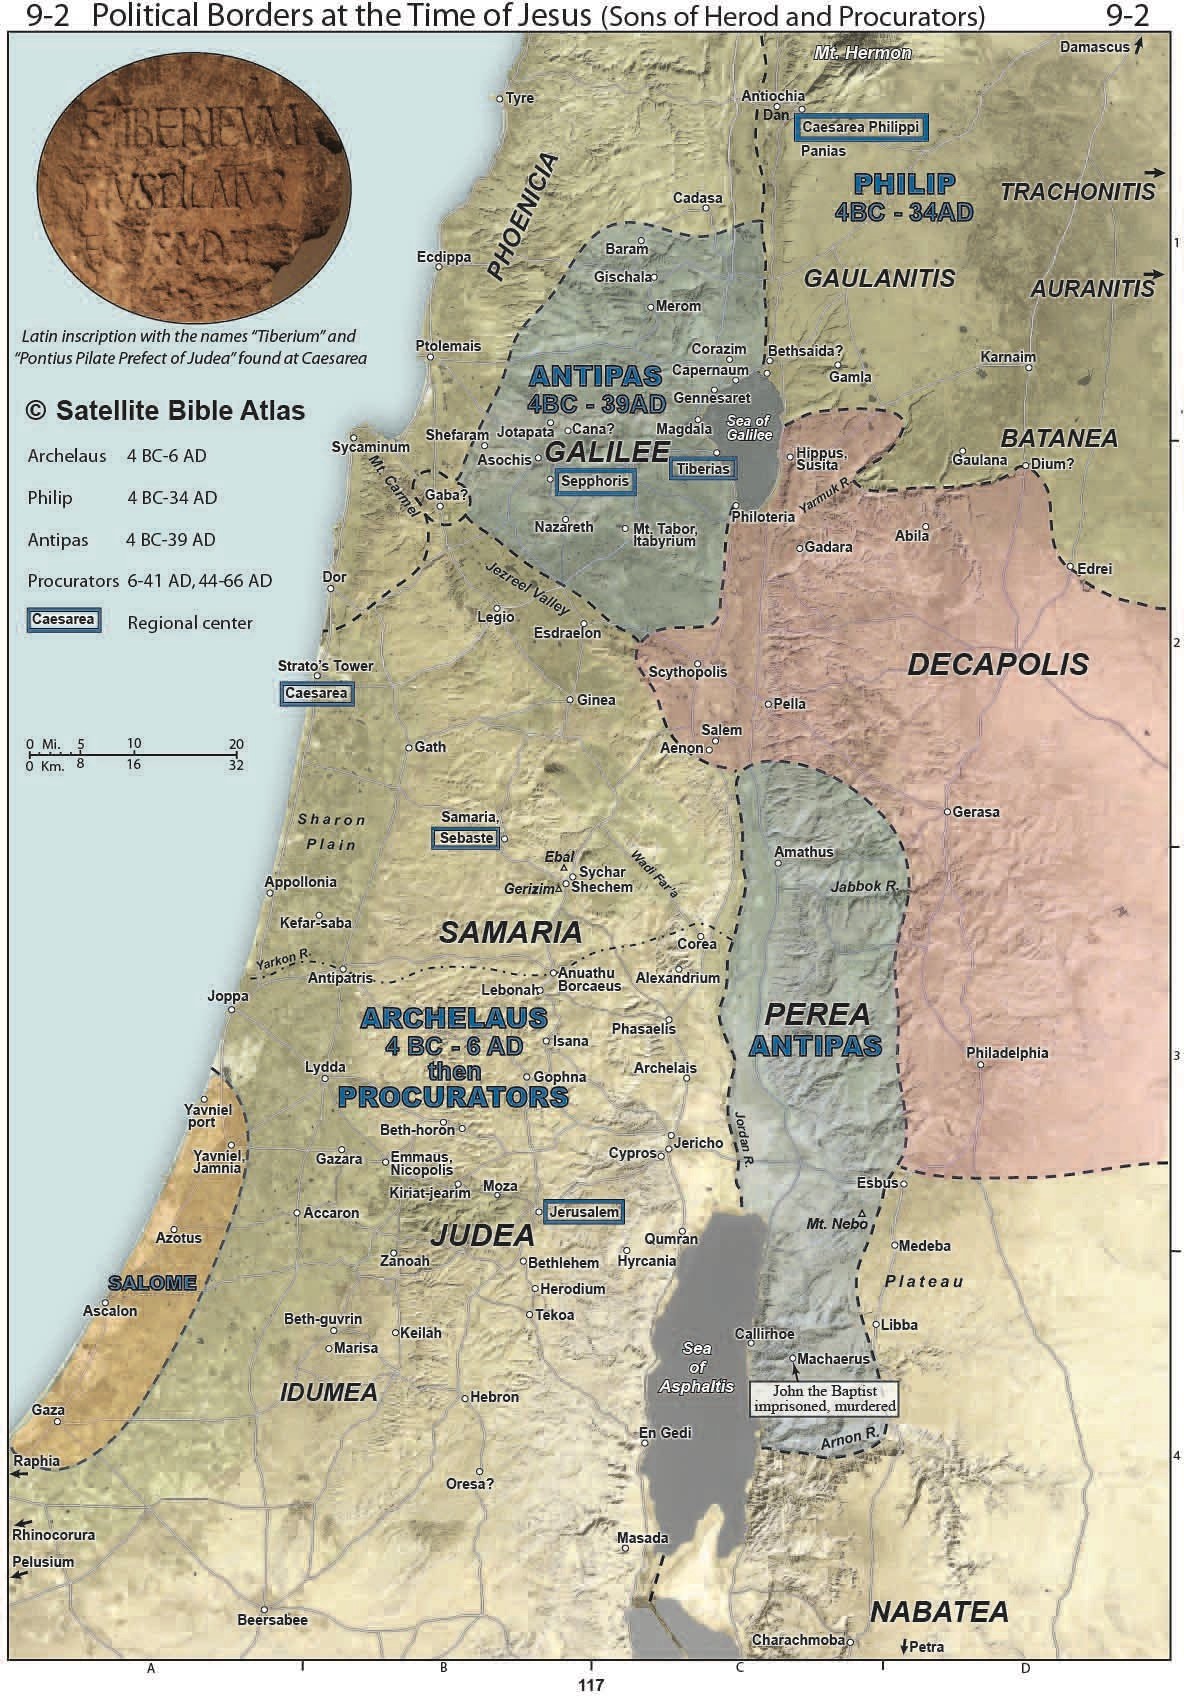 9-2 Political Borders at the Time of Jesus (Sons of Herod and Procurators) 9-2
Mt. Hermon
Damascus
Tyre
Antiochia
Dan
Caesarea Philippi
Panias
TIBERIEVM
PHOENICIA
PHILIP
4BC - 34AD
TRACHONITIS
Cadasa
1
Baram
Ecdippa
Gischala
GAULANITIS
AURANITIS
Merom
Latin inscription with the names “Tiberium” and
“Pontius Pilate Prefect of Judea” found at Caesarea
Ptolemais
Corazim
Bethsaida?
Karnaim
Capernaum
Gamla
ANTIPAS
4BC - 39AD
Gennesaret
© Satellite Bible Atlas
Sea of
Galilee
Magdala
Jotapata
Cana?
Shefaram
Sycaminum
GALILEE
BATANEA
Archelaus 4 BC-6 AD
Asochis
Hippus,
Susita
Gaulana
Dium?
Tiberias
Sepphoris
Mt. Carmel
Gaba?
Yarmuk R.
Philip 4 BC-34 AD
Philoteria
Nazareth
Mt. Tabor,
Itabyrium
Abila
Gadara
Antipas 4 BC-39 AD
Edrei
Procurators 6-41 AD, 44-66 AD
Dor
Jezreel Valley
Caesarea Regional center
Legio
Esdraelon
2
Strato's Tower
Caesarea
Scythopolis
DECAPOLIS
Ginea
Pella
0 Mi. 5 10 20
0 Km. 8 16 32
Gath
Salem
Aenon
Sharon
Plain
Samaria,
Sebaste
Gerasa
Ebal
Gerizim
Sychar
Shechem
Wadi Far'a
Amathus
Jabbok R.
Appollonia
Kefar-saba
SAMARIA
Corea
Yarkon R.
Antipatris
Anuathu
Borcaeus
Alexandrium
Lebonah
Joppa
ARCHELAUS
4 BC - 6 AD
then
PROCURATORS
Phasaelis
Isana
PEREA
ANTIPAS
3
Philadelphia
Lydda
Gophna
Archelais
Yavniel
port
Beth-horon
Jordan R.
Jericho
Yavniel,
Jamnia
Gazara
Emmaus,
Nicopolis
Cypros
Kiriat-jearim
Moza
Esbus
Accaron
Jerusalem
Mt. Nebo
Azotus
JUDEA
Qumran
Medeba
Zanoah
Bethlehem
Hyrcania
SALOME
Herodium
Plateau
Ascalon
Tekoa
Beth-guvrin
Keilah
Libba
Marisa
Callirhoe
Sea
of
Asphaltis
Machaerus
John the Baptist
imprisoned, murdered
IDUMEA
Hebron
Gaza
En Gedi
Arnon R.
Raphia
4
Oresa?
Rhinocorura
Masada
Pelusium
NABATEA
Beersabee
Charachmoba
Petra
A B C D
117